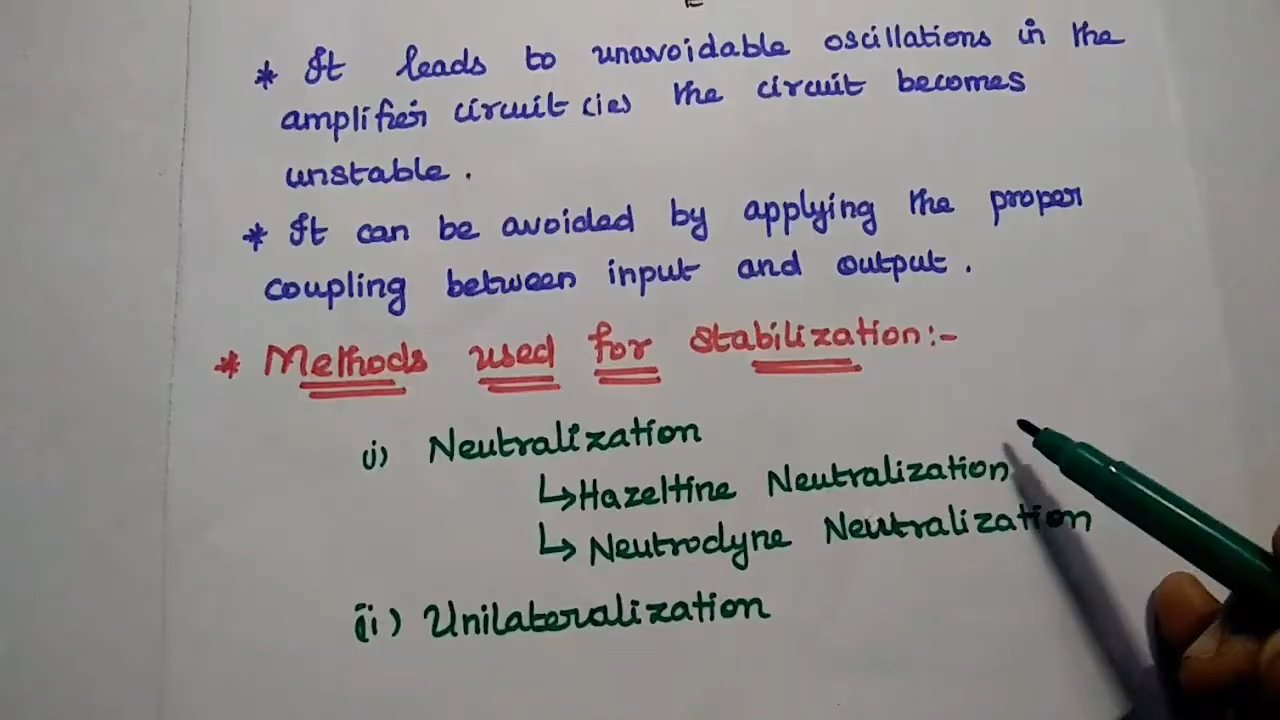 * It leads to unavoidable oscillations in the
amplifier circuit (ie) the circuit becomes
unstable.
* It can be avoided by applying the proper
coupling between input and output.
* Methods used for stabilization:-
(i) Neutralization
↳ Hazeltine Neutralization
↳ Neutrodyne Neutralization
(ii) Unilateralization